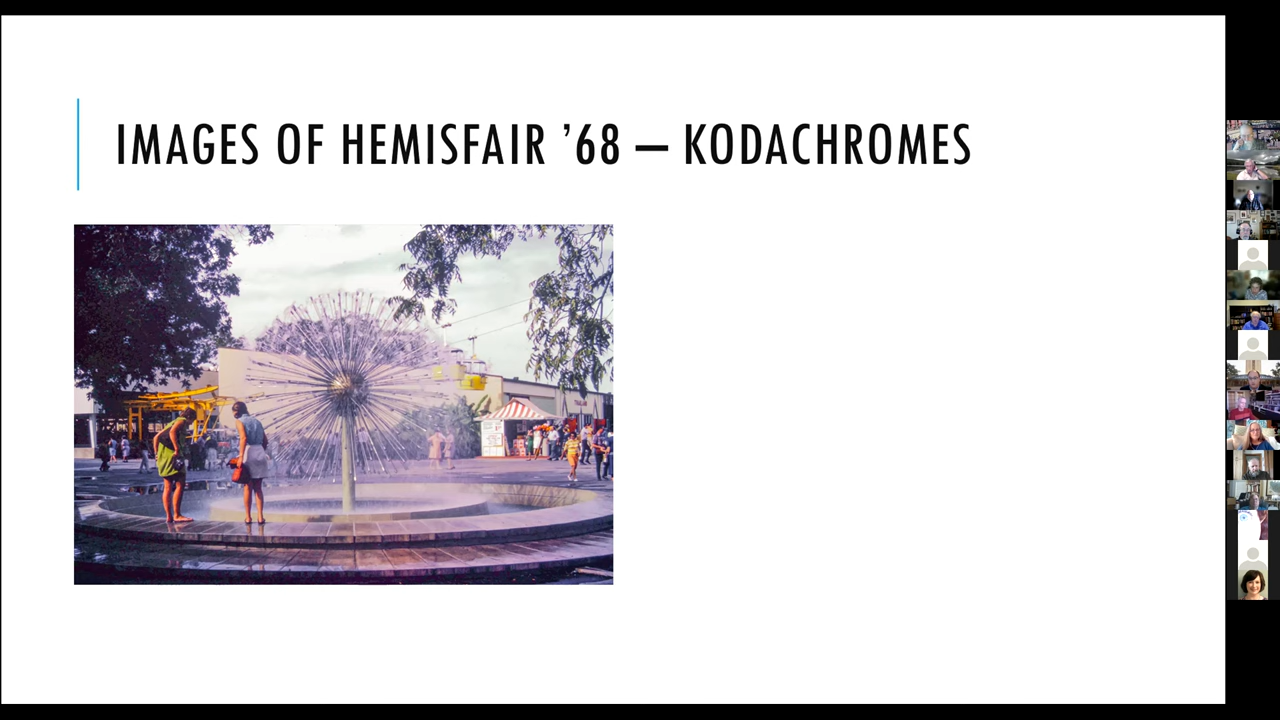 IMAGES OF HEMISFAIR ’68 – KODACHROMES